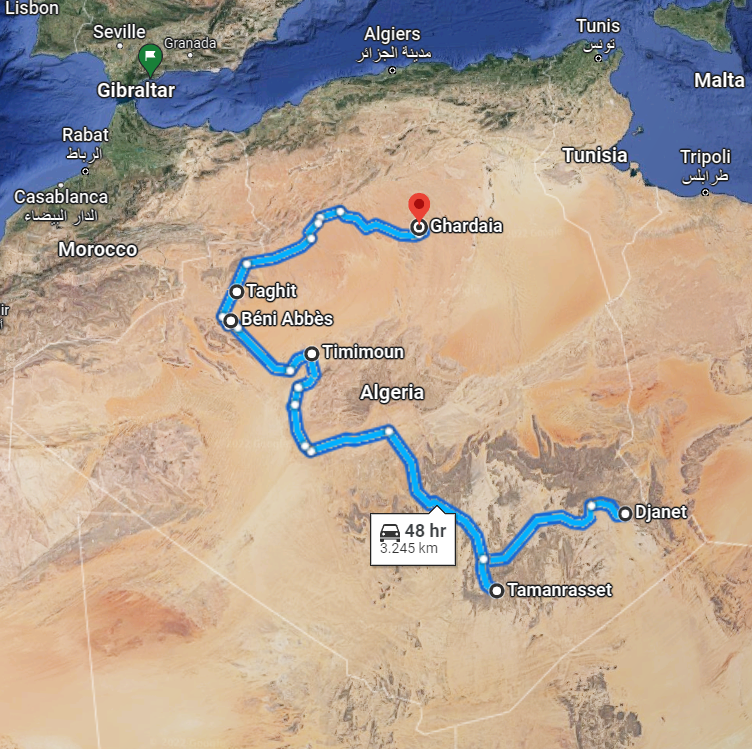 Lisbon
Seville
Granada
Gibraltar
Algiers
مدينة الجزائر
Tunis
تونس
Malta
Rabat
الرباط
Tunisia
Tripoli
طرابلس
Casablanca
الدار البيضاء
Morocco
Ghardaia
Taghit
Béni Abbès
Timimoun
Algeria
48 hr
3.245 km
Djanet
Tamanrasset